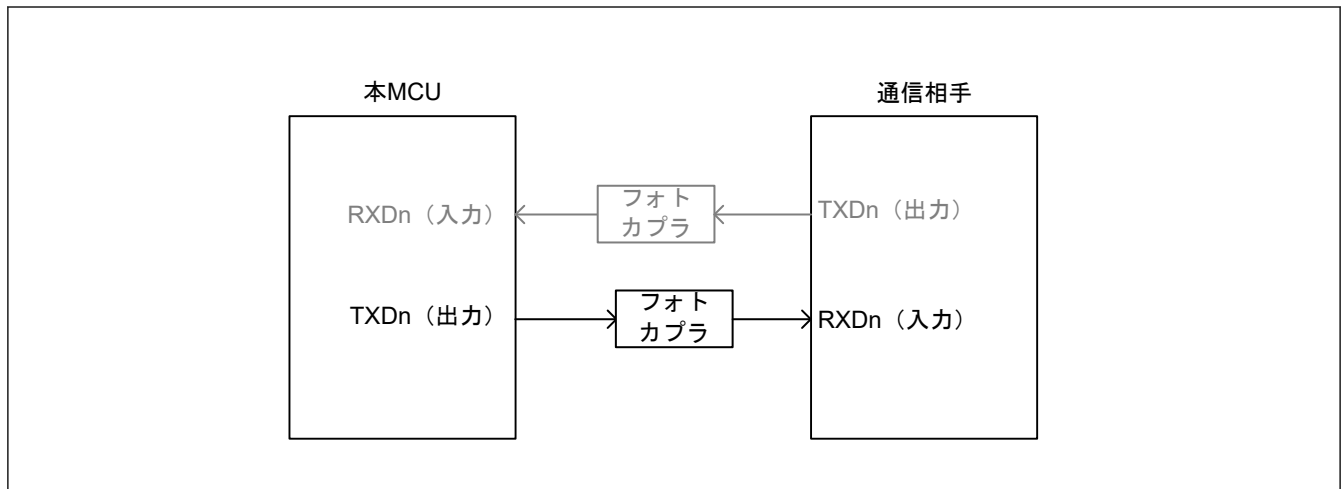 本MCU
通信相手
RXDn（入力）
フォト
カプラ
TXDn（出力）
TXDn（出力）
フォト
カプラ
RXDn（入力）